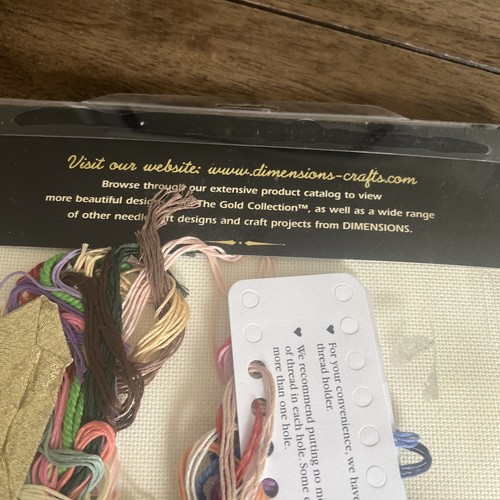 Visit our website: www.dimensions-crafts.com
Browse through our extensive product catalog to view
more beautiful The Gold Collection™, as well as a wide range
of other designs and craft projects from DIMENSIONS.
♥ For your convenience, we have
thread holder.
♥ We recommend putting no
of thread in each hole. Some
more than one hole.